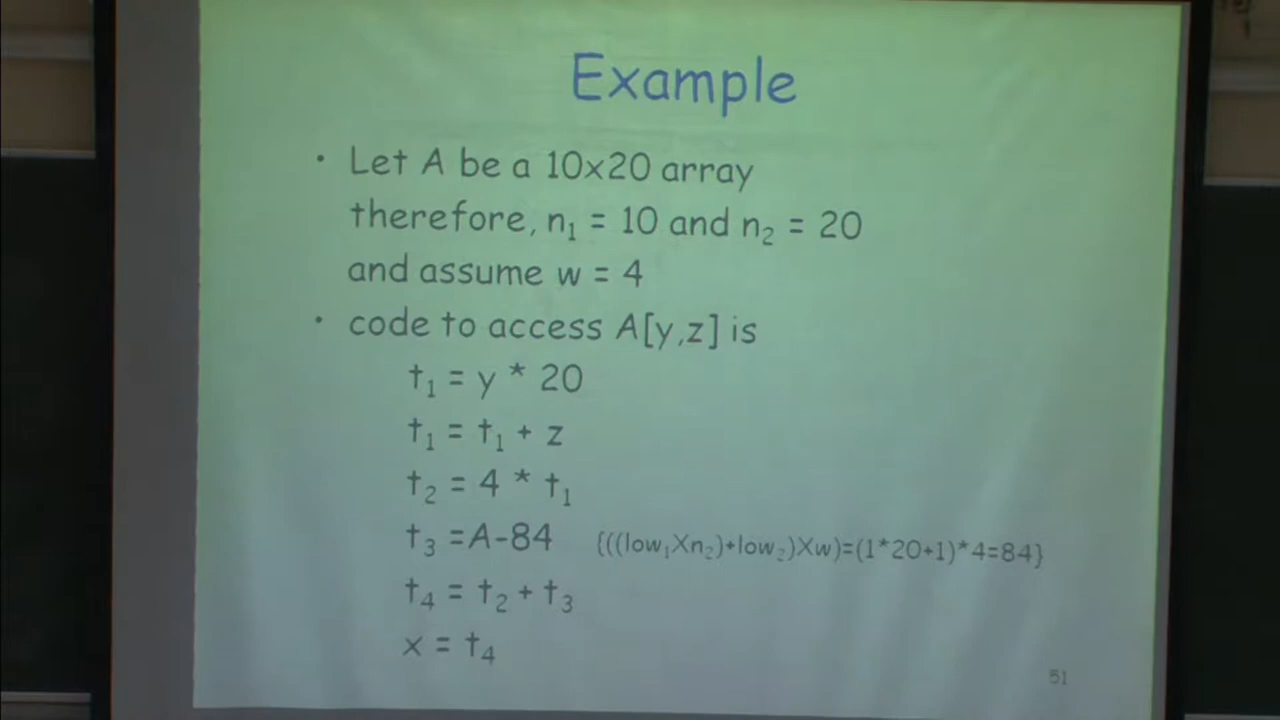 Example
• Let A be a 10x20 array
therefore, n₁ = 10 and n₂ = 20
and assume w = 4
• code to access A[y,z] is
t₁ = y * 20
t₁ = t₁ + z
t₂ = 4 * t₁
t₃ =A-84 {((low₁Xn₂)+low₂)Xw)=(1*20+1)*4=84}
t₄ = t₂ + t₃
x = t₄
51